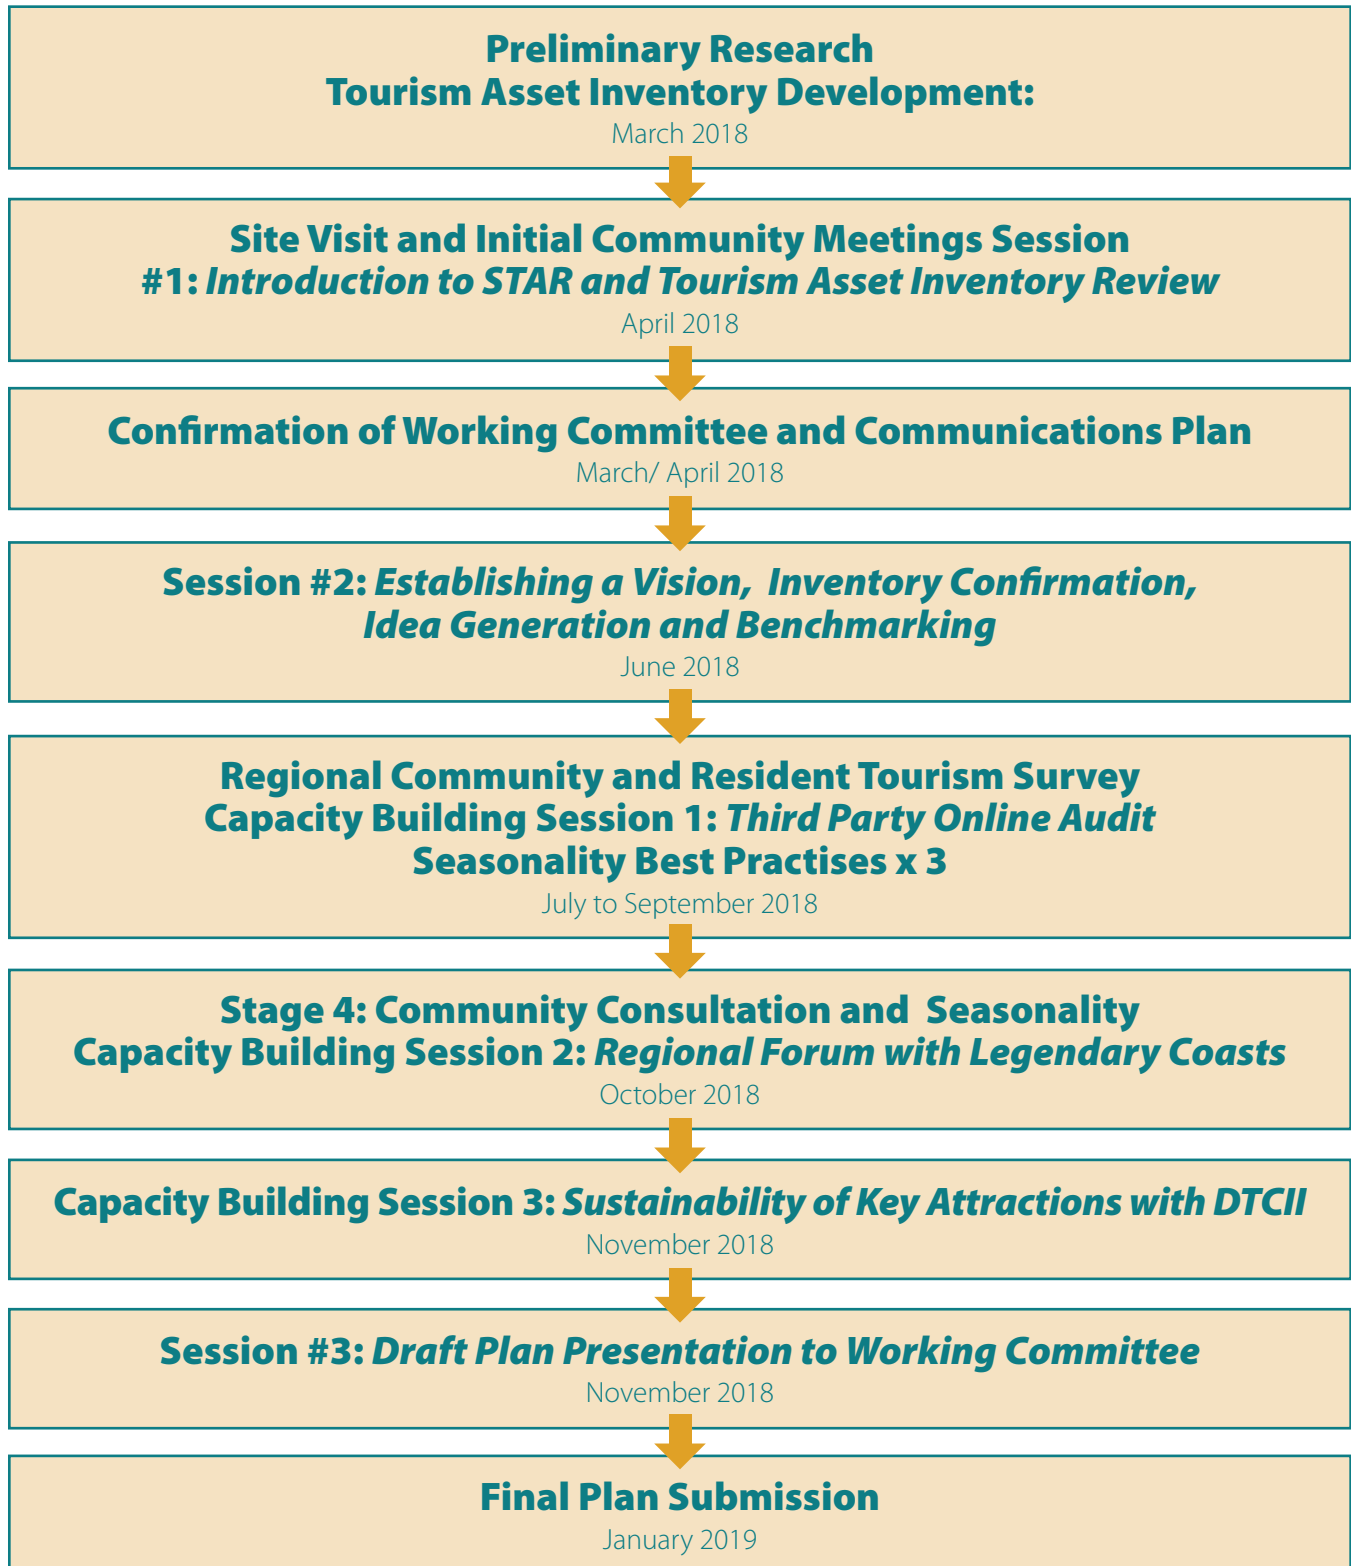 Preliminary Research
Tourism Asset Inventory Development:
March 2018
Site Visit and Initial Community Meetings Session
#1: Introduction to STAR and Tourism Asset Inventory Review
April 2018
Confirmation of Working Committee and Communications Plan
March/ April 2018
Session #2: Establishing a Vision, Inventory Confirmation,
Idea Generation and Benchmarking
June 2018
Regional Community and Resident Tourism Survey
Capacity Building Session 1: Third Party Online Audit
Seasonality Best Practises x 3
July to September 2018
Stage 4: Community Consultation and Seasonality
Capacity Building Session 2: Regional Forum with Legendary Coasts
October 2018
Capacity Building Session 3: Sustainability of Key Attractions with DTCII
November 2018
Session #3: Draft Plan Presentation to Working Committee
November 2018
Final Plan Submission
January 2019